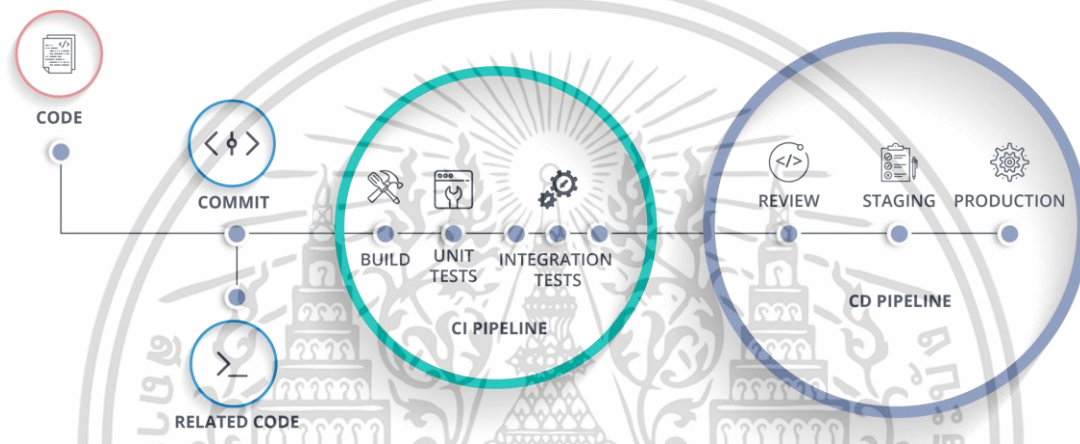 CODE
COMMIT
RELATED CODE
BUILD
UNIT
TESTS
INTEGRATION
TESTS
CI PIPELINE
REVIEW
STAGING
PRODUCTION
CD PIPELINE